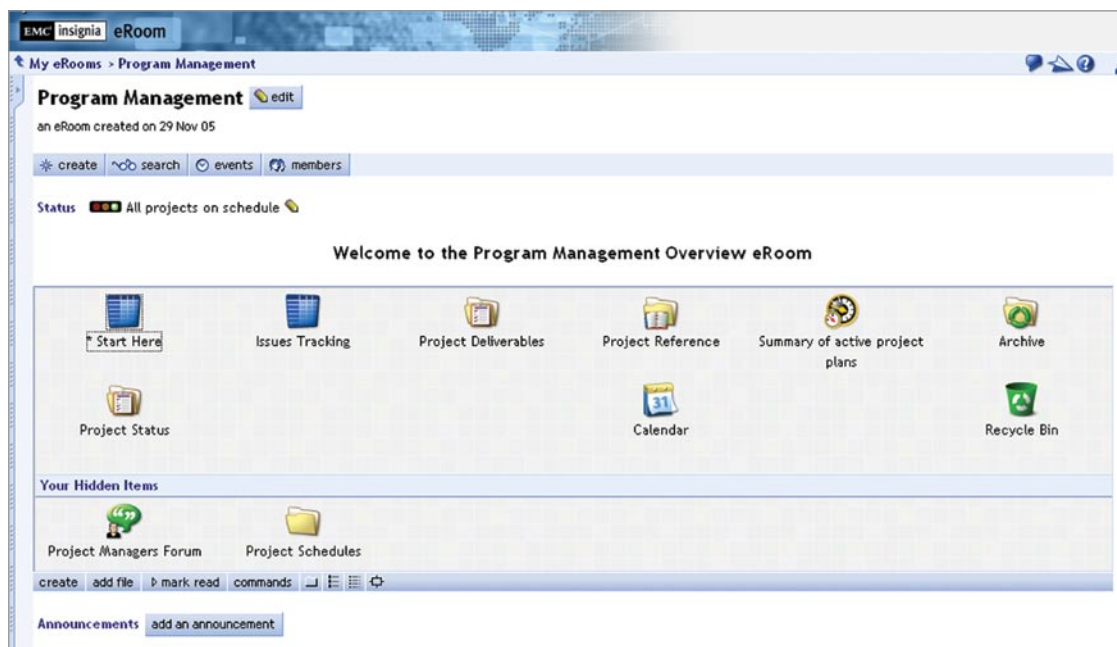 EMC insignia eRoom
My eRooms > Program Management
Program Management edit
an eRoom created on 29 Nov 05
create search events members
Status All projects on schedule
Welcome to the Program Management Overview eRoom
* Start Here
Issues Tracking
Project Deliverables
Project Reference
Summary of active project
plans
Archive
Project Status
31
Calendar
Recycle Bin
Your Hidden Items
Project Managers Forum
Project Schedules
create add file mark read commands
Announcements add an announcement